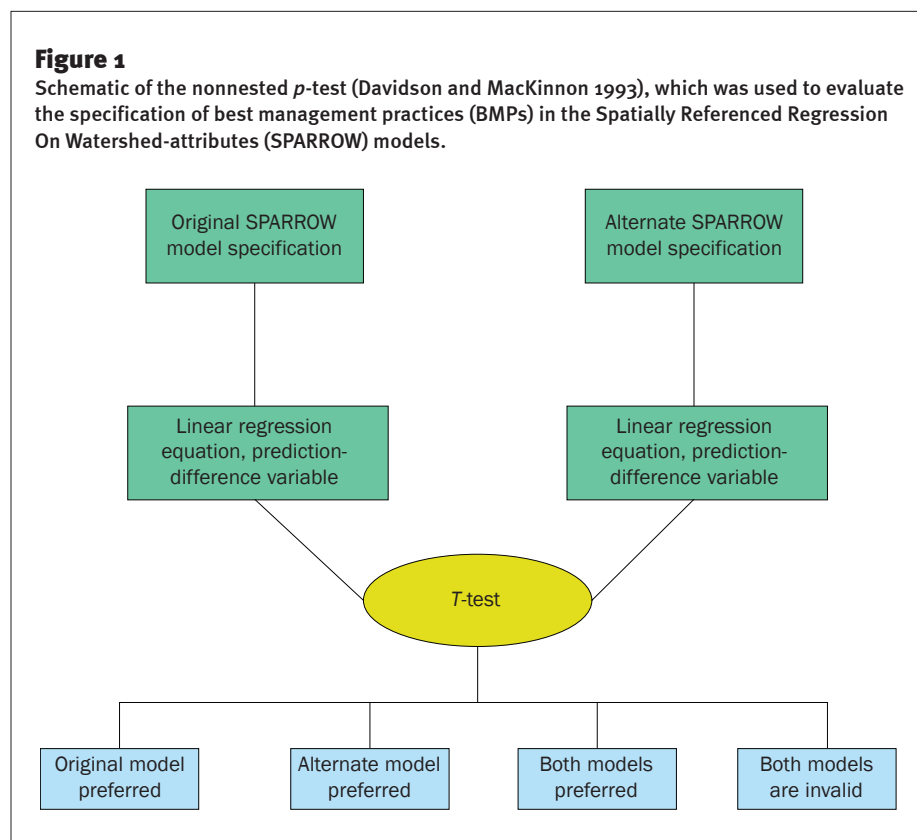 Figure 1
Schematic of the nonnested p-test (Davidson and MacKinnon 1993), which was used to evaluate
the specification of best management practices (BMPs) in the Spatially Referenced Regression
On Watershed-attributes (SPARROW) models.
Original SPARROW
model specification
Alternate SPARROW
model specification
Linear regression
equation, prediction-
difference variable
Linear regression
equation, prediction-
difference variable
T-test
Original model
preferred
Alternate model
preferred
Both models
preferred
Both models
are invalid